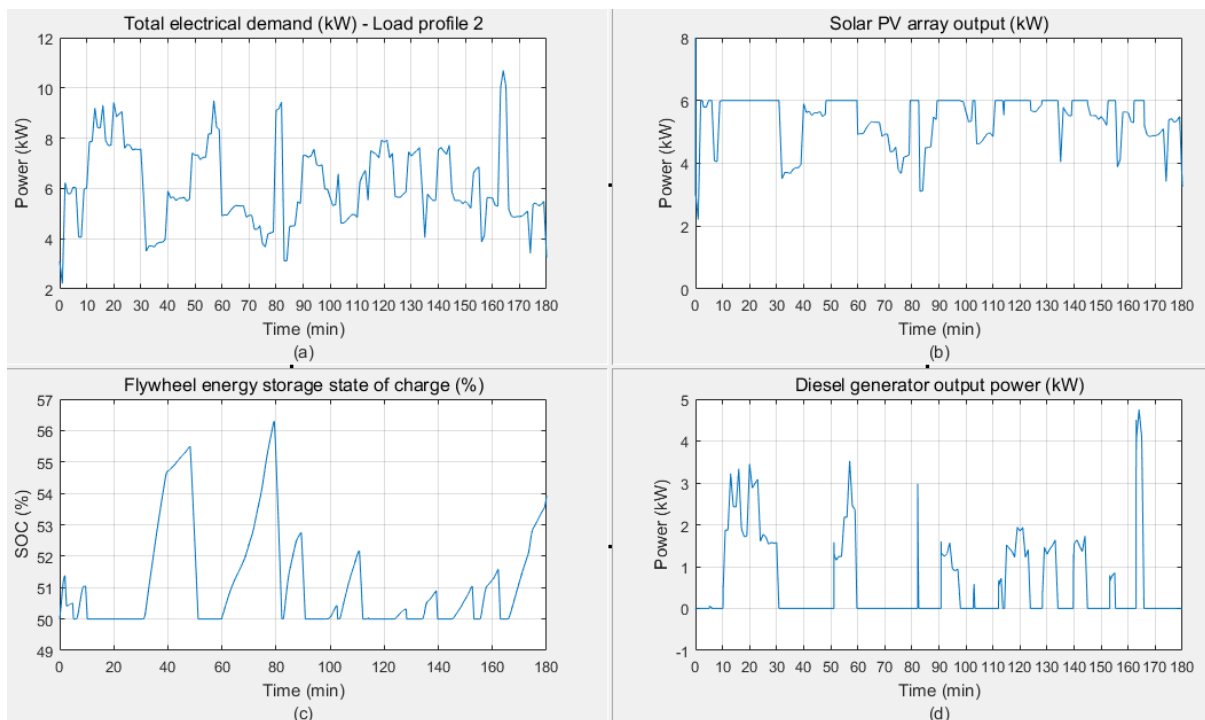 Total electrical demand (kW) - Load profile 2
12
10
8
6
4
2
Power (kW)
0 10 20 30 40 50 60 70 80 90 100 110 120 130 140 150 160 170 180
Time (min)
(a)
Solar PV array output (kW)
8
6
4
2
0
Power (kW)
0 10 20 30 40 50 60 70 80 90 100 110 120 130 140 150 160 170 180
Time (min)
(b)
Flywheel energy storage state of charge (%)
57
56
55
54
53
52
51
50
49
SOC (%)
0 20 40 60 80 100 120 140 160 180
Time (min)
(c)
Diesel generator output power (kW)
5
4
3
2
1
0
-1
Power (kW)
0 10 20 30 40 50 60 70 80 90 100 110 120 130 140 150 160 170 180
Time (min)
(d)